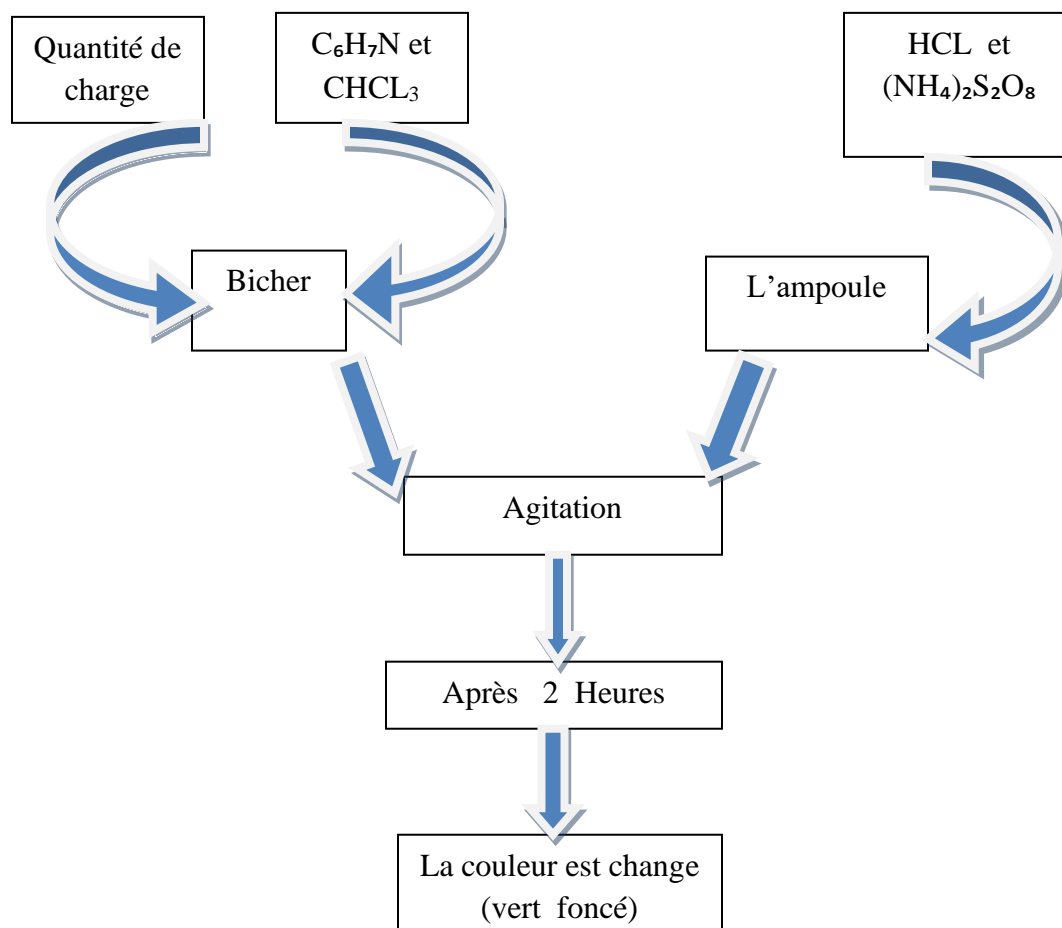 Quantité de
charge
C₆H₇N et
CHCL₃
HCL et
(NH₄)₂S₂O₈
Bicher
L’ampoule
Agitation
Après 2 Heures
La couleur est change
(vert foncé)